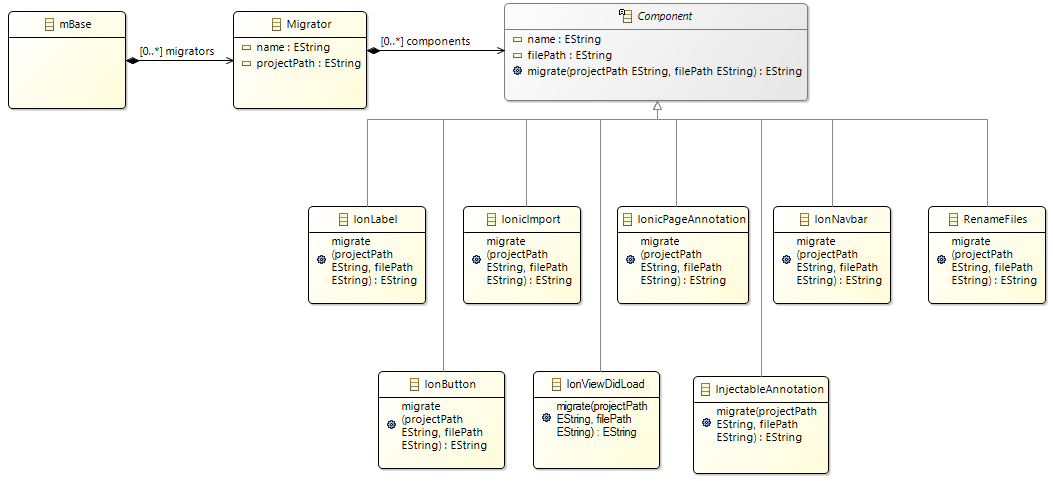 mBase
[0..*] migrators
Migrator
name : EString
projectPath : EString
[0..*] components
Component
name : EString
filePath : EString
migrate(projectPath EString, filePath EString) : EString
IonLabel
migrate
(projectPath
EString, filePath
EString) : EString
IonicImport
migrate
(projectPath
EString, filePath
EString) : EString
IonicPageAnnotation
migrate
(projectPath
EString, filePath
EString) : EString
IonNavbar
migrate
(projectPath
EString, filePath
EString) : EString
RenameFiles
migrate
(projectPath
EString, filePath
EString) : EString
IonButton
migrate
(projectPath
EString, filePath
EString) : EString
IonViewDidLoad
migrate(projectPath
EString, filePath
EString) : EString
InjectableAnnotation
migrate(projectPath
EString, filePath
EString) : EString